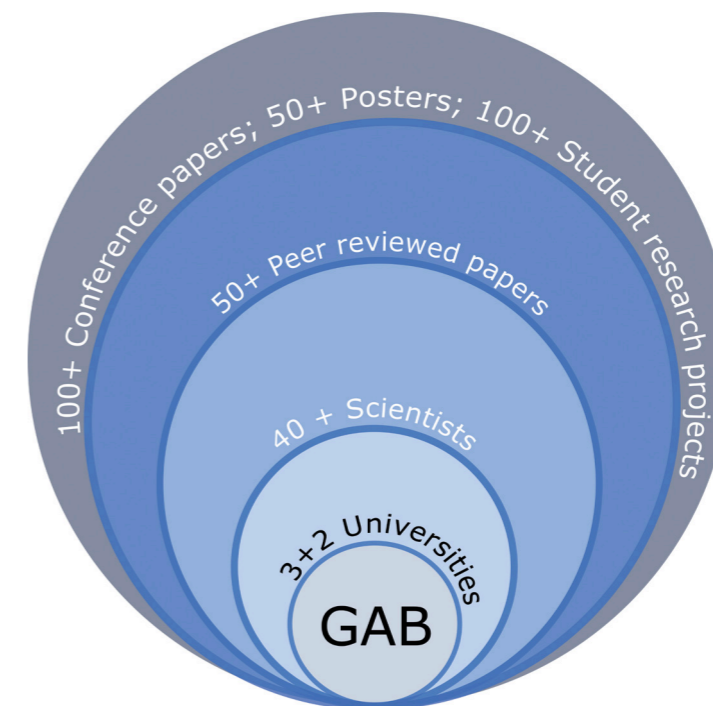 100+ Conference papers; 50+ Posters; 100+ Student research projects
50+ Peer reviewed papers
40 + Scientists
3+2 Universities
GAB